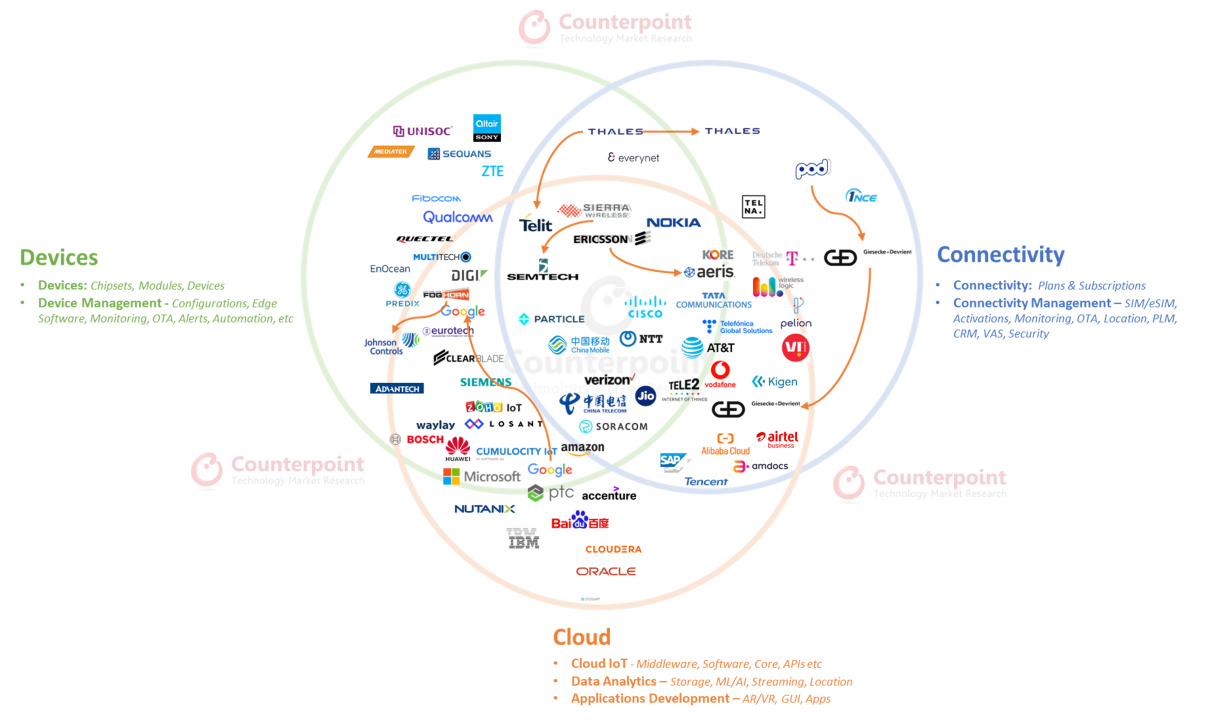 Counterpoint
Technology Market Research
UNISOC
altair
SONY
THALES
THALES
MEDIATEK
SEQUANS
& everynet
ZTE
pod
1NCE
FIBOCOM
TEL
NA.
SIERRA
WIRELESS
Qualcomm
Telit
NOKIA
QUECTEL
ERICSSON
Devices
• Devices: Chipsets, Modules, Devices
• Device Management - Configurations, Edge
Software, Monitoring, OTA, Alerts, Automation, etc
MULTITECH
KORE
Deutsche
Telekom
T
Giesecke+Devrient
Connectivity
• Connectivity: Plans & Subscriptions
• Connectivity Management – SIM/eSIM,
Activations, Monitoring, OTA, Location, PLM,
CRM, VAS, Security
EnOcean
DIGI
SEMTECH
aeris.
wireless
logic
GE
PREDIX
FOGHORN
TATA
COMMUNICATIONS
CISCO
Google
PARTICLE
pelion
eurotech
Telefónica
Global Solutions
Johnson
Controls
中国移动
China Mobile
NTT
AT&T
V!
CLEARBLADE
Counterpoint
vodafone
SIEMENS
verizon✓
Kigen
ADVANTECH
TELE2
INTERNET OF THINGS
Jio
中国电信
CHINA TELECOM
Giesecke+Devrient
ZOHO IoT
waylay
LOSANT
SORACOM
BOSCH
HUAWEI
CUMULOCITY IoT
amazon
Alibaba Cloud
airtel
business
SAP
amdocs
Microsoft
Google
Tencent
Counterpoint
Technology Market Research
Counterpoint
Technology Market Research
ptc
accenture
NUTANIX
Bai du 百度
IBM
CLOUDERA
ORACLE
Cloud
• Cloud IoT - Middleware, Software, Core, APIs etc
• Data Analytics – Storage, ML/AI, Streaming, Location
• Applications Development – AR/VR, GUI, Apps